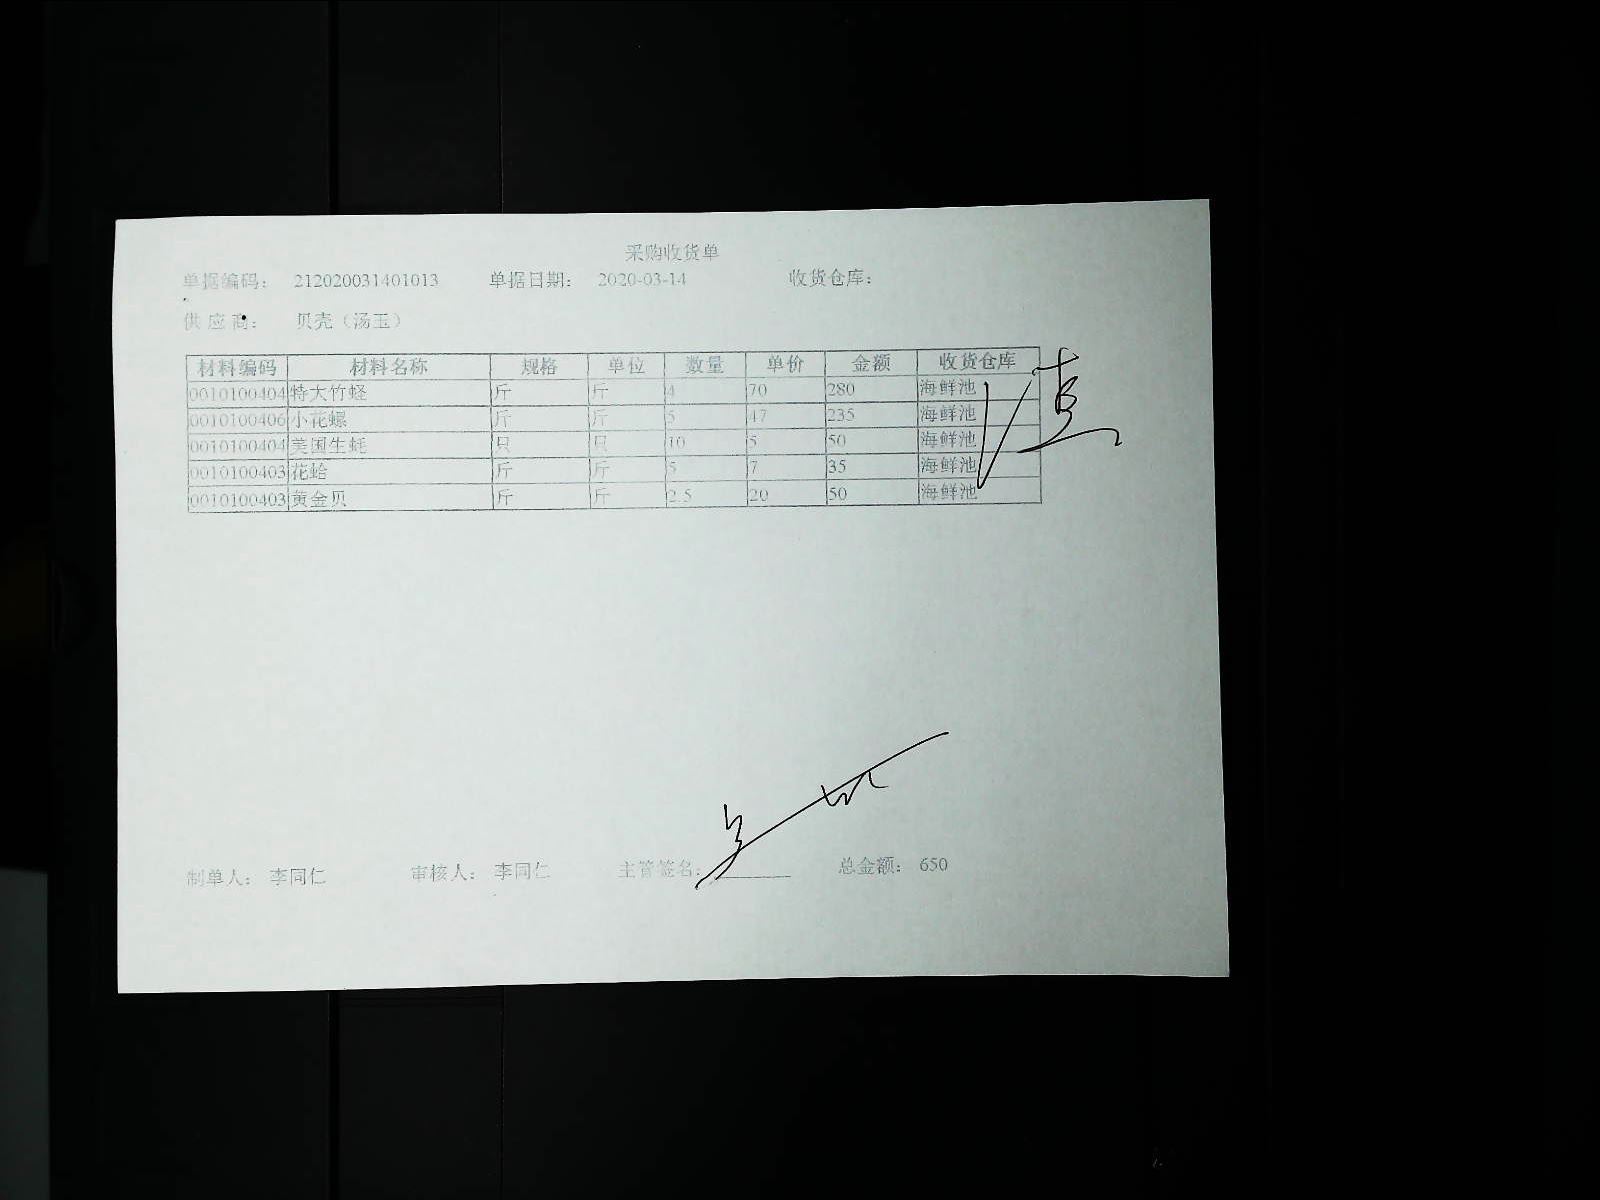 采购收货单
单据编码： 212020031401013 单据日期： 2020-03-14 收货仓库：
供 应 商： 贝壳（汤玉）
材料编码 材料名称 规格 单位 数量 单价 金额 收货仓库
0010100404 特大竹蛏 斤 斤 4 70 280 海鲜池
0010100406 小花螺 斤 斤 5 47 235 海鲜池
0010100404 美国生蚝 只 只 10 5 50 海鲜池
0010100403 花蛤 斤 斤 5 7 35 海鲜池
0010100403 黄金贝 斤 斤 2.5 20 50 海鲜池
制单人： 李同仁 审核人： 李同仁 主管签名： 总金额： 650